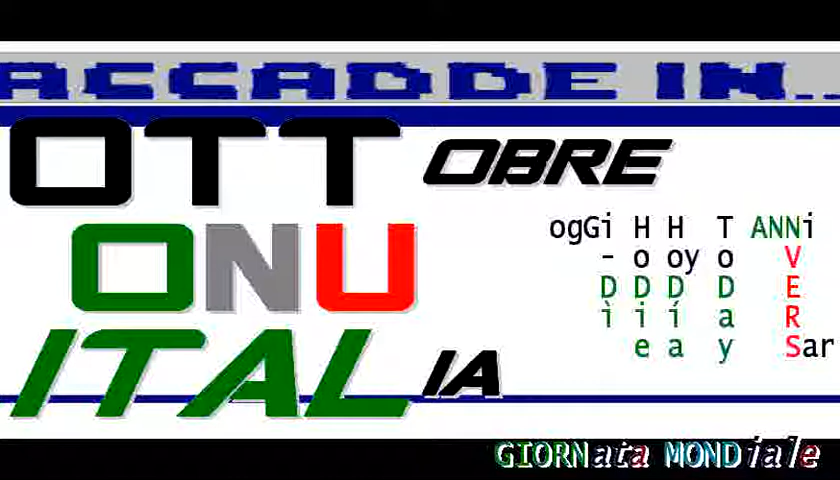 ACCADDE IN...
OTTOBRE
ONU
ITALIA
ogGi H H T ANNi
- o oy o V
D D D D E
ì i í a R
e a y Sar
GIORNata MONDiale